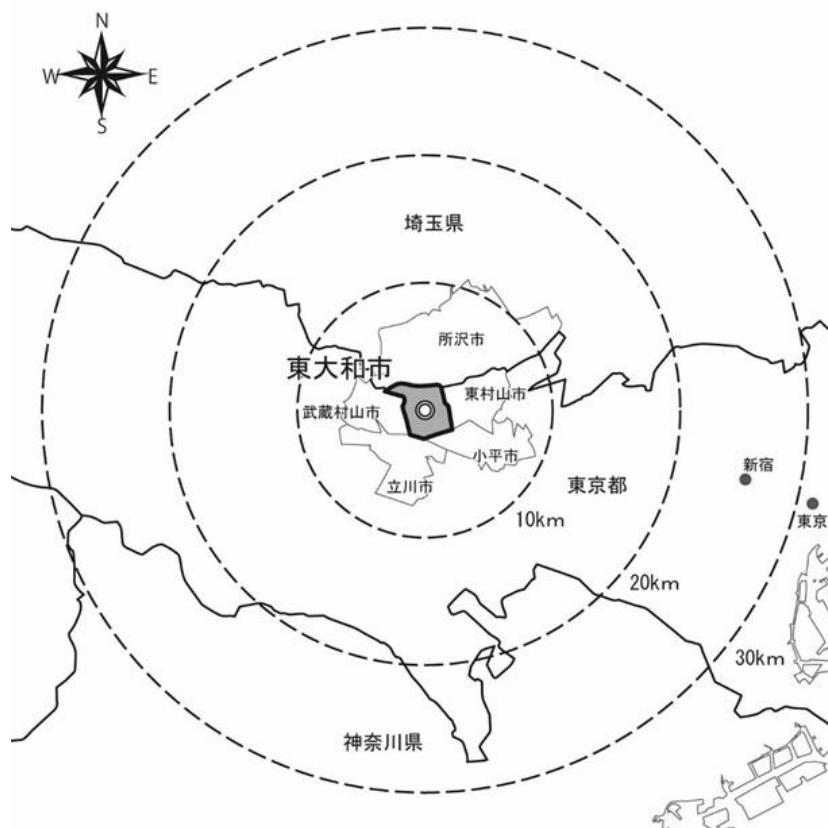 N
W
E
S
埼玉県
所沢市
東大和市
武蔵村山市
東村山市
小平市
立川市
東京都
新宿
東京
10km
20km
30km
神奈川県